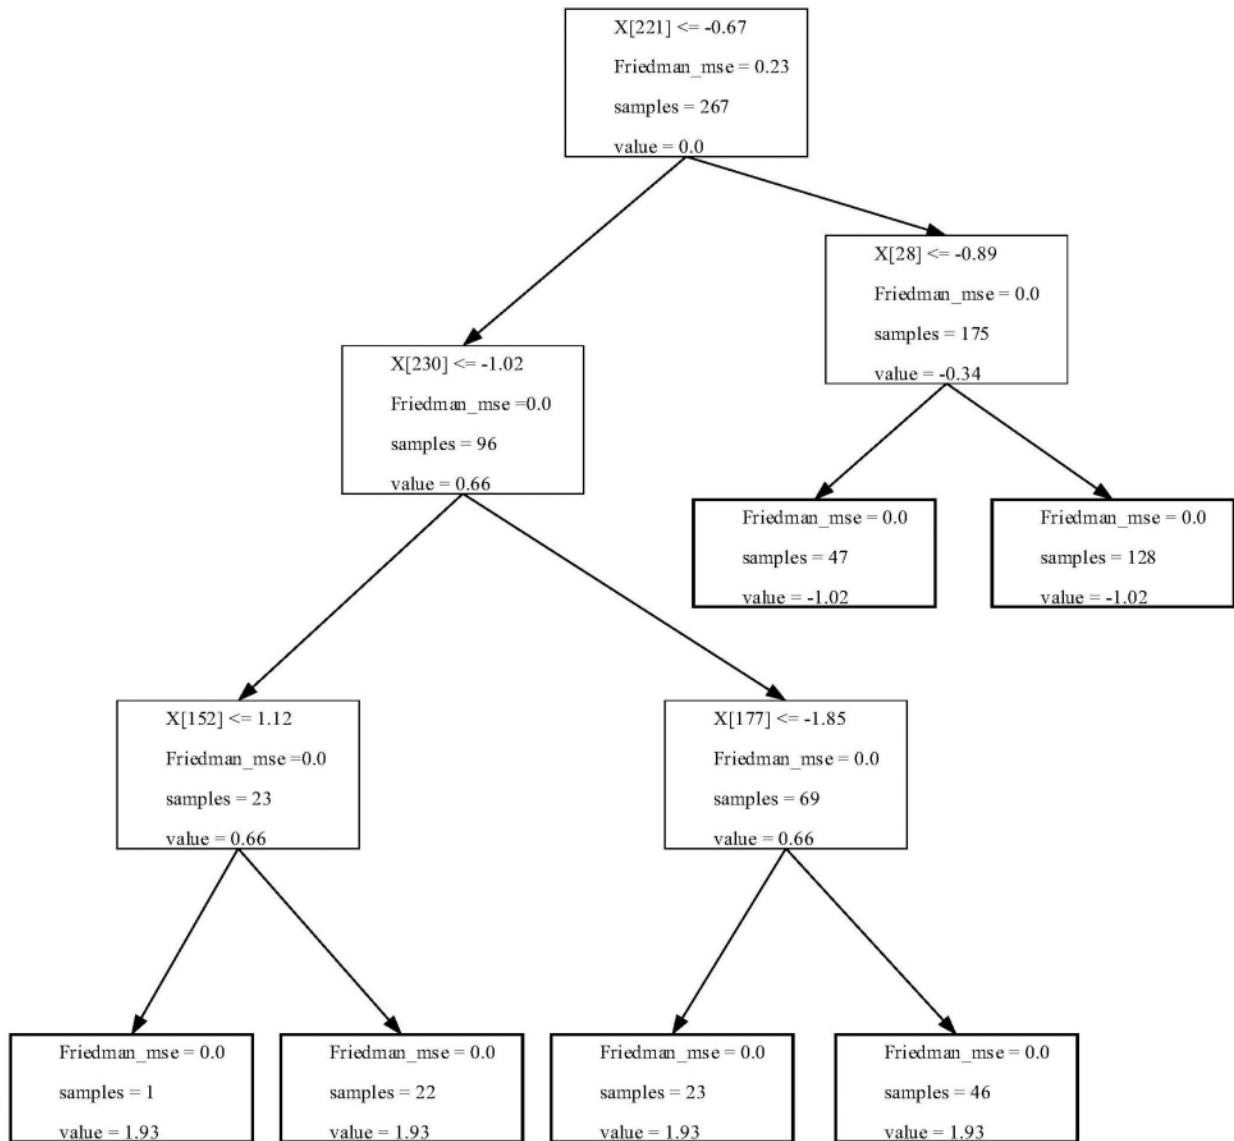 X[221] <= -0.67
Friedman_mse = 0.23
samples = 267
value = 0.0
X[28] <= -0.89
Friedman_mse = 0.0
samples = 175
value = -0.34
X[230] <= -1.02
Friedman_mse =0.0
samples = 96
value = 0.66
Friedman_mse = 0.0
samples = 47
value = -1.02
Friedman_mse = 0.0
samples = 128
value = -1.02
X[152] <= 1.12
Friedman_mse =0.0
samples = 23
value = 0.66
X[177] <= -1.85
Friedman_mse = 0.0
samples = 69
value = 0.66
Friedman_mse = 0.0
samples = 1
value = 1.93
Friedman_mse = 0.0
samples = 22
value = 1.93
Friedman_mse = 0.0
samples = 23
value = 1.93
Friedman_mse = 0.0
samples = 46
value = 1.93